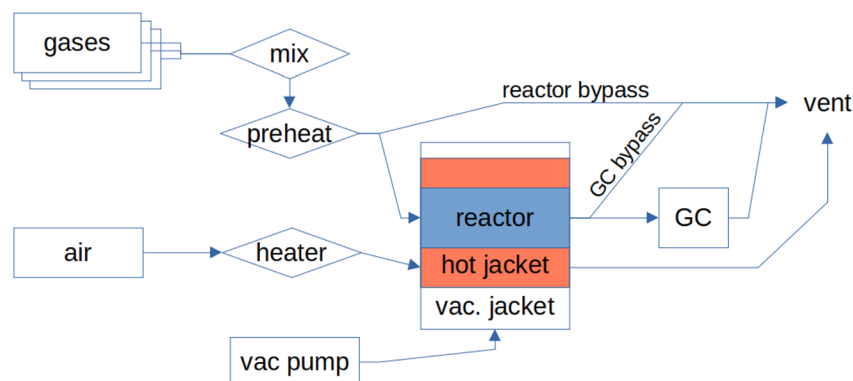 gases
mix
reactor bypass
vent
preheat
GC bypass
reactor
GC
air
heater
hot jacket
vac. jacket
vac pump